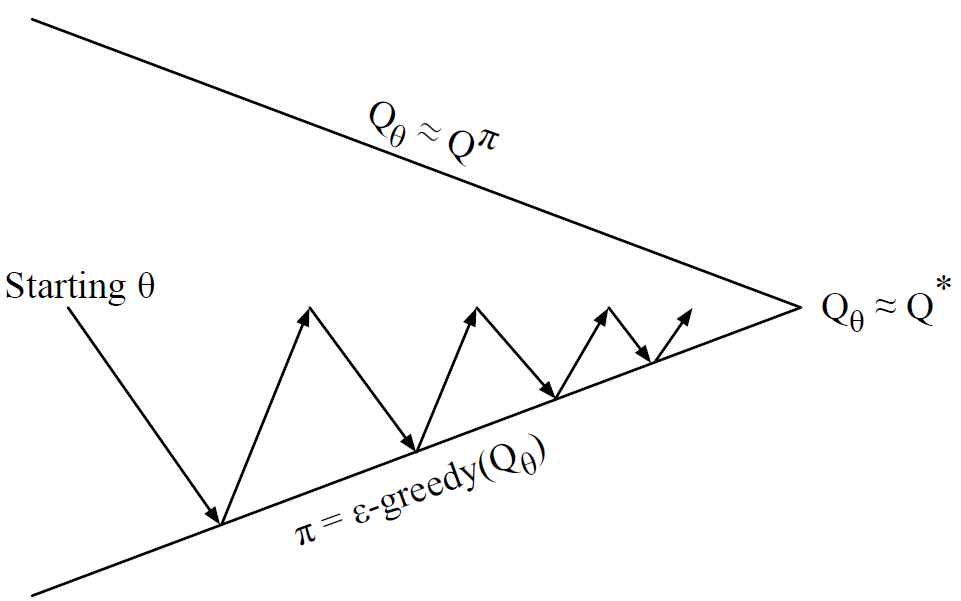 Q_θ ≈ Q^π
Starting θ
Q_θ ≈ Q^*
π = ε-greedy(Q_θ)